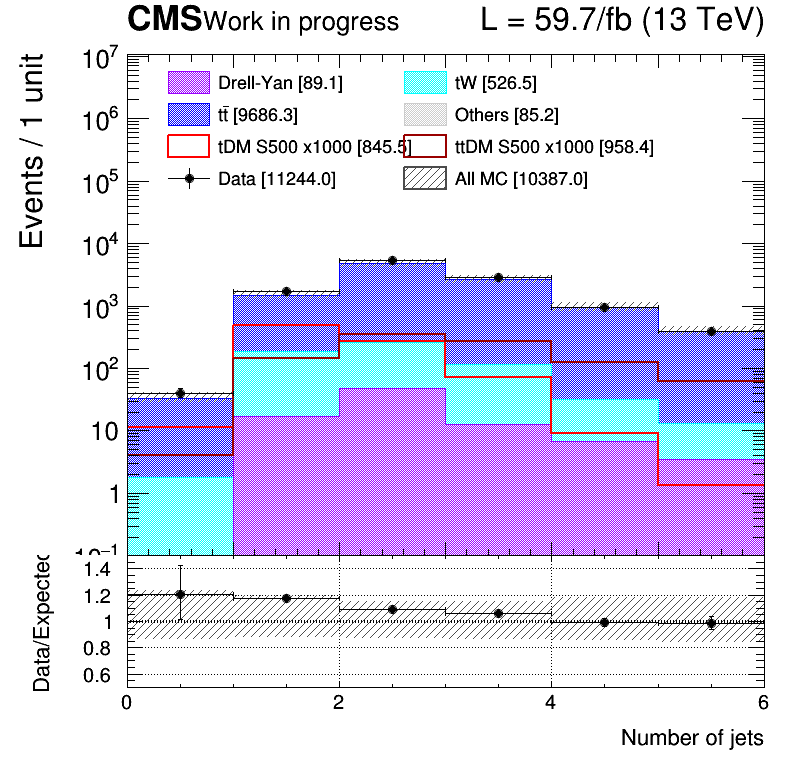 CMS Work in progress L = 59.7/fb (13 TeV)
Events / 1 unit
10⁷
10⁶
10⁵
10⁴
10³
10²
10
1
10⁻¹
Drell-Yan [89.1] tW [526.5]
tt̄ [9686.3] Others [85.2]
tDM S500 x1000 [845.5] ttDM S500 x1000 [958.4]
Data [11244.0] All MC [10387.0]
Data/Expected
1.4
1.2
1
0.8
0.6
0 2 4 6
Number of jets